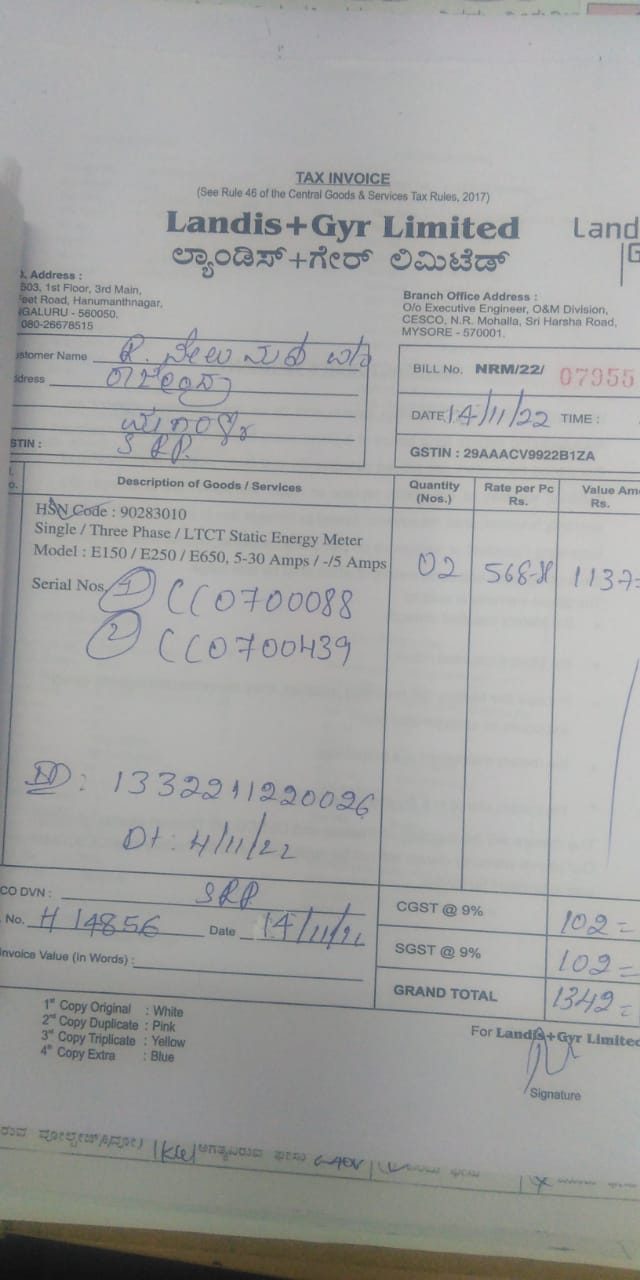 TAX INVOICE
(See Rule 46 of the Central Goods & Services Tax Rules, 2017)
Landis+Gyr Limited
Land
ಲ್ಯಾಂಡಿಸ್+ಗೇರ್ ಲಿಮಿಟೆಡ್
Address :
503, 1st Floor, 3rd Main,
eet Road, Hanumanthnagar,
NGALURU - 560050.
080-26678515
Branch Office Address :
O/o Executive Engineer, O&M Division,
CESCO, N.R. Mohalla, Sri Harsha Road,
MYSORE - 570001.
ustomer Name
ddress
STIN : SRP.
BILL No. NRM/22/ 07955
DATE 14/11/22 TIME :
GSTIN : 29AAACV9922B1ZA
Description of Goods / Services
Quantity (Nos.)
Rate per Pc Rs.
Value Am Rs.
HSN Code : 90283010
Single / Three Phase / LTCT Static Energy Meter
Model : E150 / E250 / E650, 5-30 Amps / -/5 Amps
02 1137=
Serial Nos. 1 CC0700088
2 CC0700439
: 1332211220026
Dt : 4/11/22
CO DVN : SRP
No. H 14856 Date 14/11/22
Invoice Value (In Words) :
CGST @ 9% 102=
SGST @ 9% 102=
GRAND TOTAL 1342=
1st Copy Original : White
2nd Copy Duplicate : Pink
3rd Copy Triplicate : Yellow
4th Copy Extra : Blue
For Landis+Gyr Limited
Signature